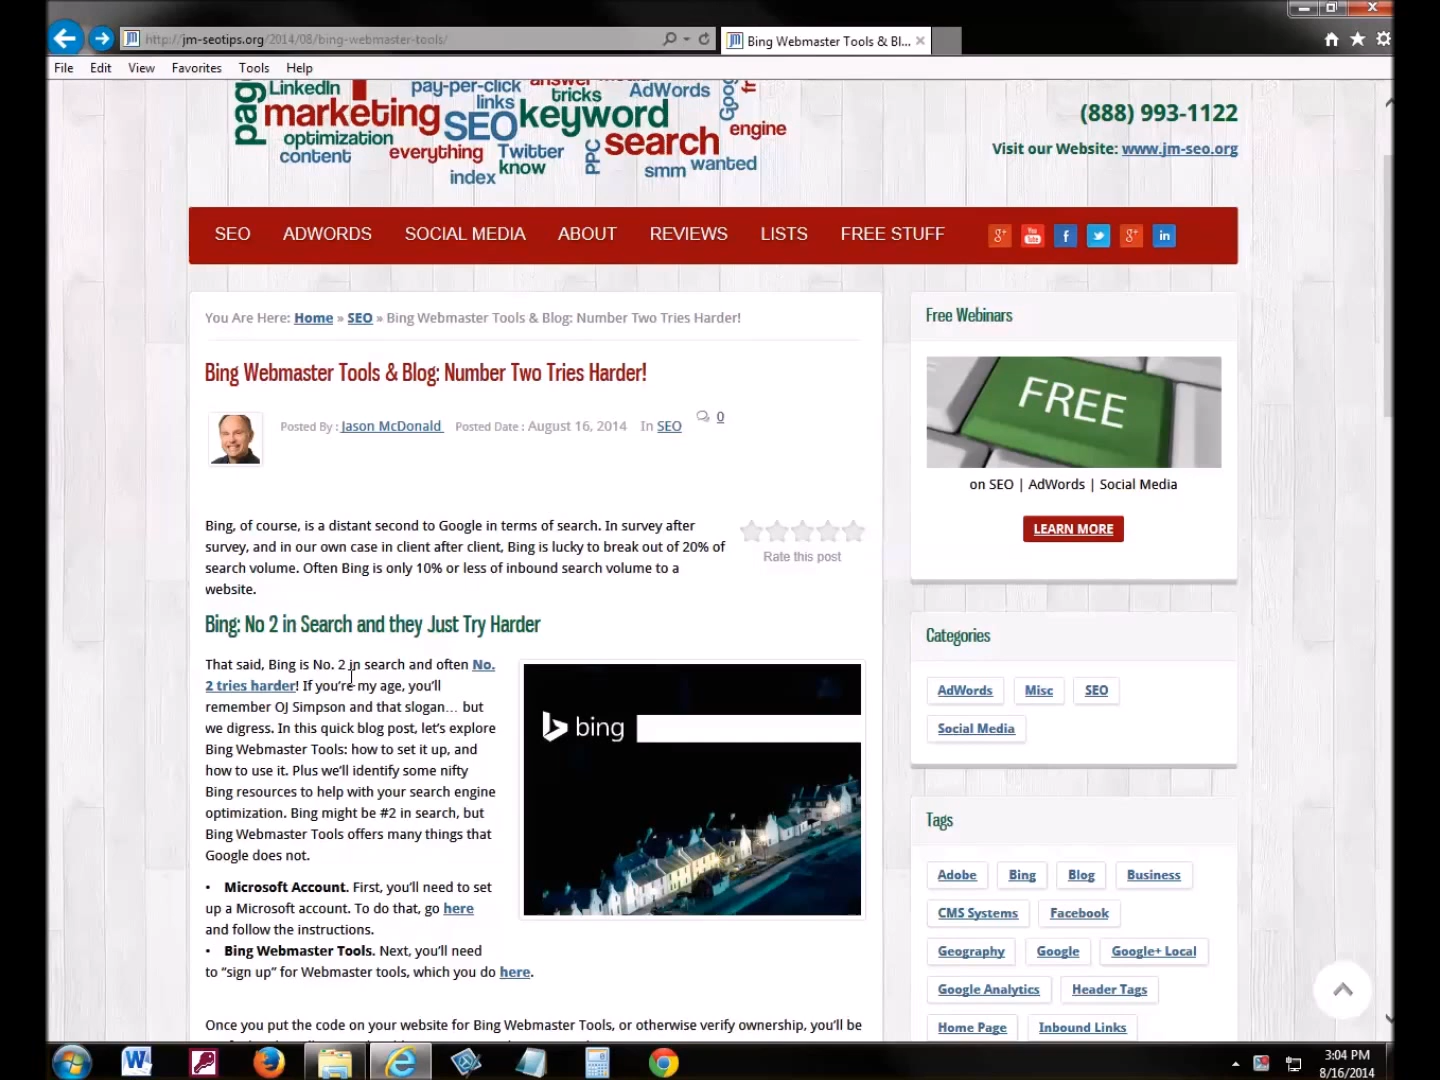 http://jm-seotips.org/2014/08/bing-webmaster-tools/
Bing Webmaster Tools & Bl...
File Edit View Favorites Tools Help
LinkedIn
pay-per-click
answer
links
tricks
AdWords
marketing
SEO
keyword
optimization
search
engine
content
everything
Twitter
PPC
know
smm
wanted
index
(888) 993-1122
Visit our Website: www.jm-seo.org
SEO ADWORDS SOCIAL MEDIA ABOUT REVIEWS LISTS FREE STUFF
You Are Here: Home » SEO » Bing Webmaster Tools & Blog: Number Two Tries Harder!
Bing Webmaster Tools & Blog: Number Two Tries Harder!
Posted By : Jason McDonald Posted Date : August 16, 2014 In SEO 0
Bing, of course, is a distant second to Google in terms of search. In survey after
survey, and in our own case in client after client, Bing is lucky to break out of 20% of
search volume. Often Bing is only 10% or less of inbound search volume to a
website.
Rate this post
Bing: No 2 in Search and they Just Try Harder
That said, Bing is No. 2 in search and often No.
2 tries harder! If you're my age, you'll
remember OJ Simpson and that slogan… but
we digress. In this quick blog post, let's explore
Bing Webmaster Tools: how to set it up, and
how to use it. Plus we'll identify some nifty
Bing resources to help with your search engine
optimization. Bing might be #2 in search, but
Bing Webmaster Tools offers many things that
Google does not.
bing
• Microsoft Account. First, you'll need to set
up a Microsoft account. To do that, go here
and follow the instructions.
• Bing Webmaster Tools. Next, you'll need
to “sign up” for Webmaster tools, which you do here.
Once you put the code on your website for Bing Webmaster Tools, or otherwise verify ownership, you'll be
Free Webinars
FREE
on SEO | AdWords | Social Media
LEARN MORE
Categories
AdWords Misc SEO
Social Media
Tags
Adobe Bing Blog Business
CMS Systems Facebook
Geography Google Google+ Local
Google Analytics Header Tags
Home Page Inbound Links
3:04 PM
8/16/2014